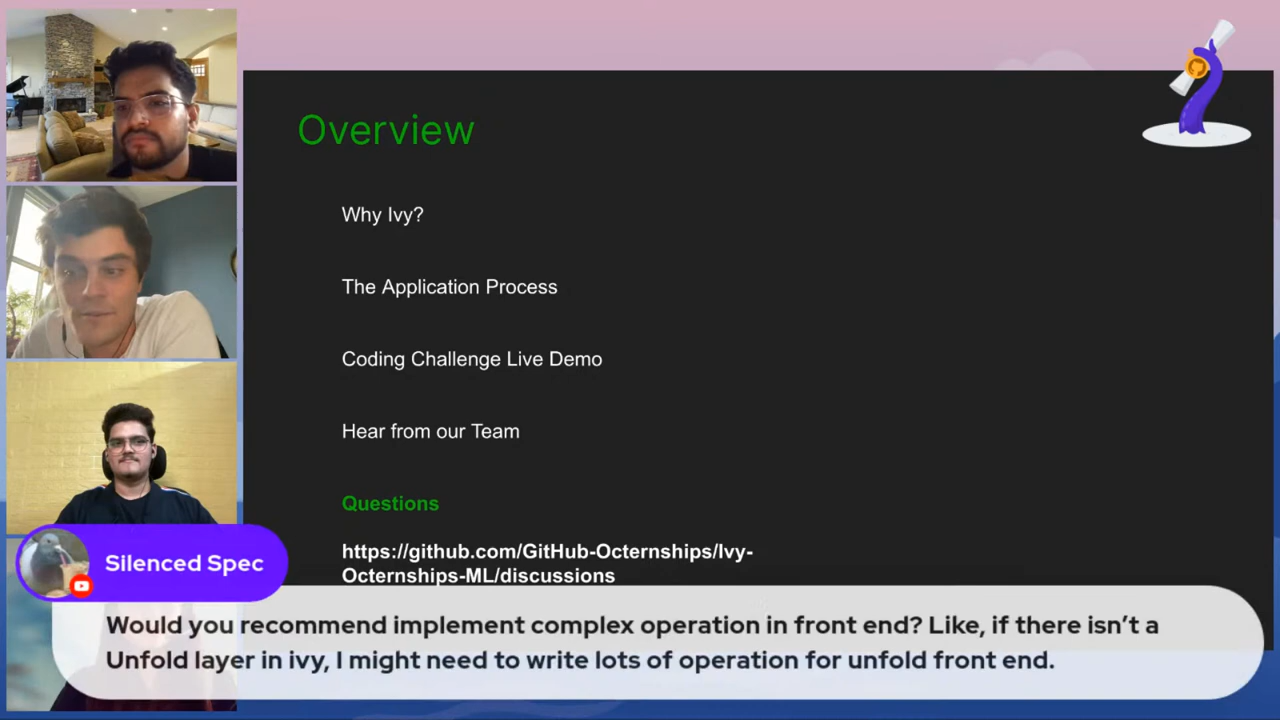 Overview
Why Ivy?
The Application Process
Coding Challenge Live Demo
Hear from our Team
Questions
https://github.com/GitHub-Octernships/Ivy-
Octernships-ML/discussions
Silenced Spec
Would you recommend implement complex operation in front end? Like, if there isn’t a
Unfold layer in ivy, I might need to write lots of operation for unfold front end.